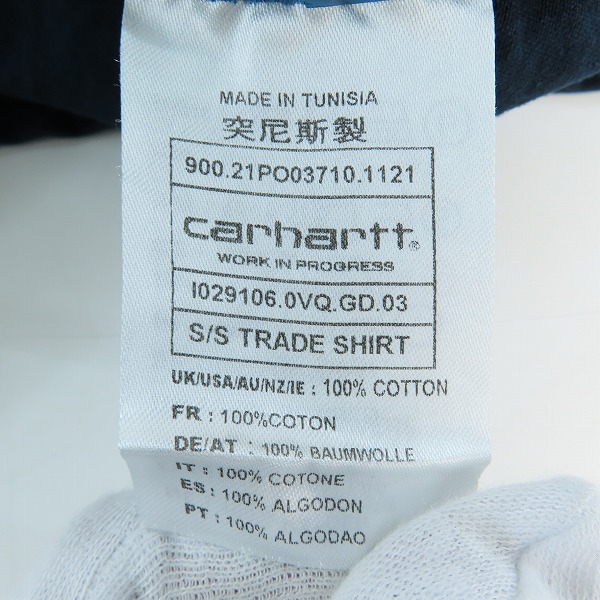 MADE IN TUNISIA
突尼斯製
900.21PO03710.1121
carhartt®
WORK IN PROGRESS
I029106.0VQ.GD.03
S/S TRADE SHIRT
UK/USA/AU/NZ/IE : 100% COTTON
FR : 100%COTON
DE/AT : 100% BAUMWOLLE
IT : 100% COTONE
ES : 100% ALGODON
PT : 100% ALGODAO